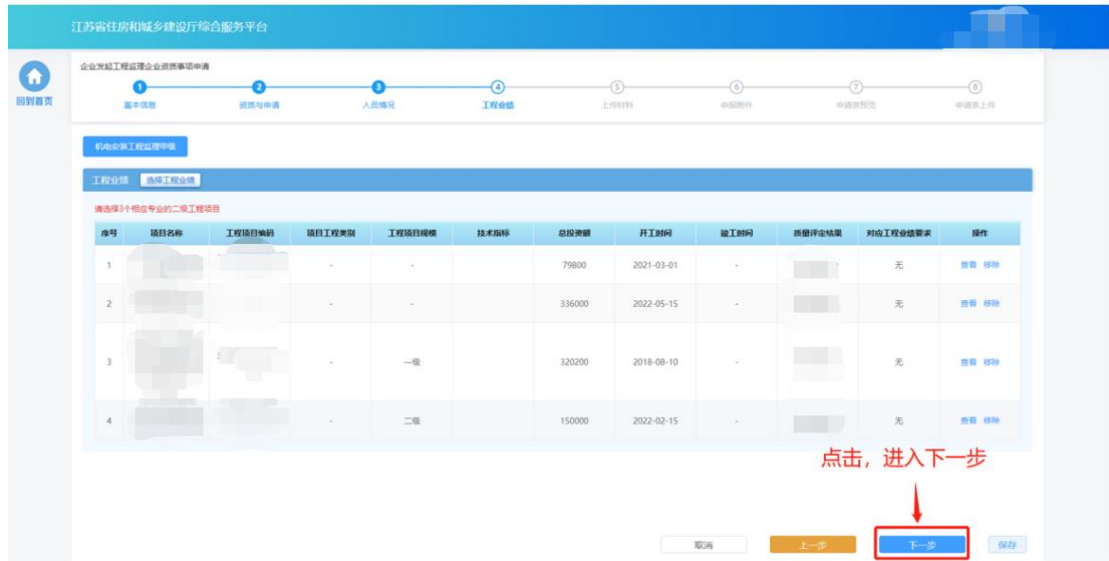 江苏省住房和城乡建设厅综合服务平台
回到首页
企业发起工程监理企业资质事项申请
1 2 3 4 5 6 7 8
基本信息 资质与申请 人员情况 工程业绩 上传材料 申报附件 申请表预览 申请表上传
机电安装工程监理甲级
工程业绩 选择工程业绩
请选择3个相应专业的二级工程项目
序号 项目名称 工程项目编码 项目工程类别 工程项目规模 技术指标 总投资额 开工时间 竣工时间 质量评定结果 对应工程业绩要求 操作
1 - - 79800 2021-03-01 - 无 查看 移除
2 - - 336000 2022-05-15 - 无 查看 移除
3 - 一级 320200 2018-08-10 - 无 查看 移除
4 - 二级 150000 2022-02-15 - 无 查看 移除
点击，进入下一步
取消 上一步 下一步 保存